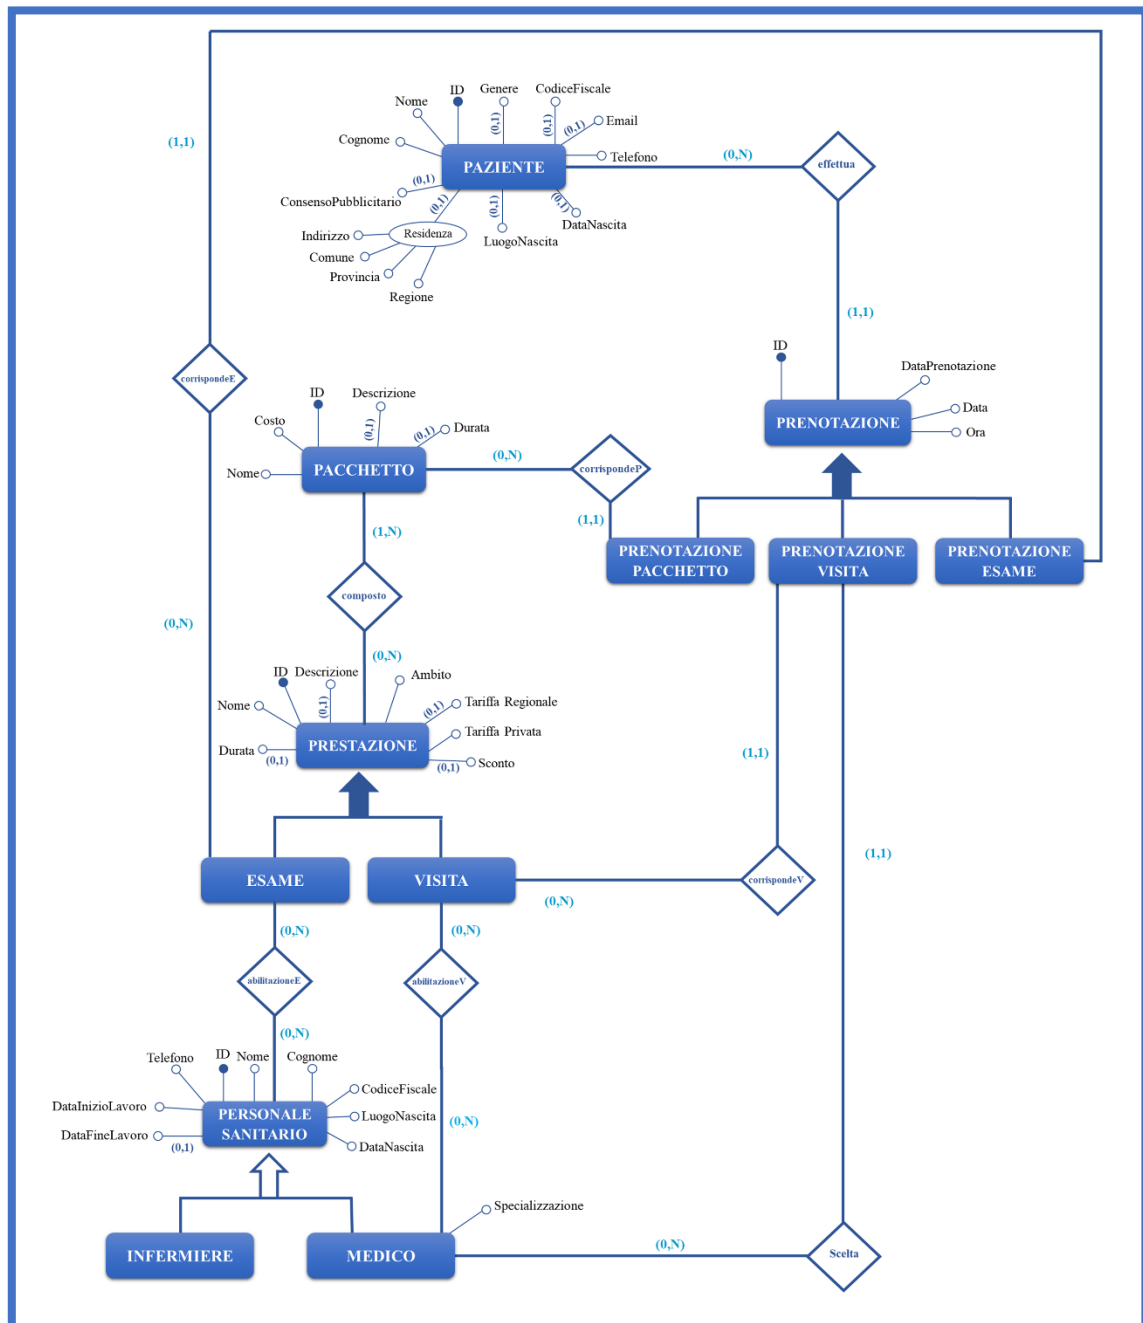 ID
Genere
CodiceFiscale
Nome
Email
(0,1)
(0,1)
(0,1)
Cognome
(1,1)
PAZIENTE
Telefono
(0,N)
effettua
(0,1)
ConsensoPubblicitario
(0,1)
(0,1)
(0,1)
DataNascita
Indirizzo
Residenza
LuogoNascita
Comune
Provincia
Regione
(1,1)
ID
DataPrenotazione
corrispondeE
ID
Descrizione
Data
Costo
(0,1)
Durata
(0,1)
PRENOTAZIONE
Ora
Nome
PACCHETTO
(0,N)
corrispondeP
(1,N)
(1,1)
PRENOTAZIONE
PACCHETTO
PRENOTAZIONE
VISITA
PRENOTAZIONE
ESAME
composto
(0,N)
(0,N)
ID
Descrizione
Ambito
Nome
(0,1)
(0,1)
Tariffa Regionale
Tariffa Privata
Durata
(0,1)
PRESTAZIONE
(0,1)
Sconto
(1,1)
(1,1)
ESAME
VISITA
(0,N)
corrispondeV
(0,N)
(0,N)
abilitazioneE
abilitazioneV
(0,N)
Telefono
ID
Nome
Cognome
CodiceFiscale
DataInizioLavoro
PERSONALE
SANITARIO
LuogoNascita
(0,N)
DataFineLavoro
(0,1)
DataNascita
Specializzazione
INFERMIERE
MEDICO
(0,N)
Scelta